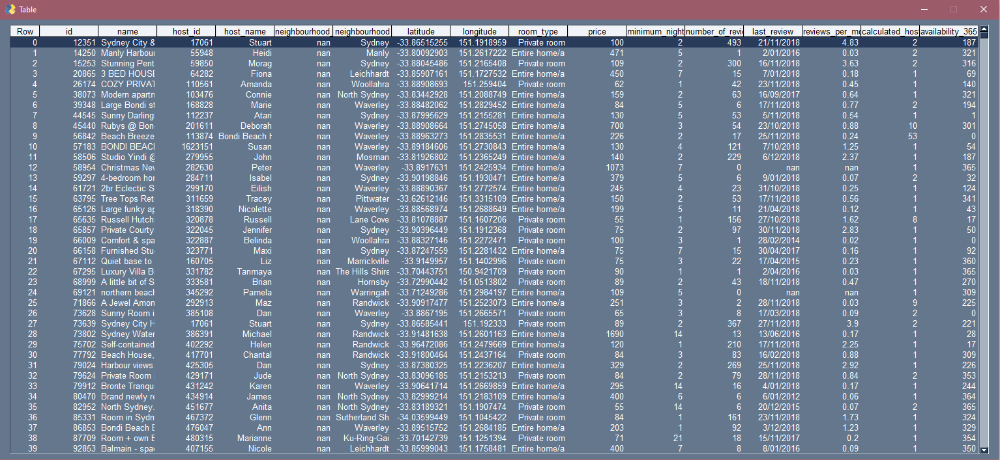 Table
Row id name host_id host_name neighbourhood_ neighbourhood latitude longitude room_type price minimum_night number_of_revi last_review reviews_per_mo calculated_hos availability_365
0 12351 Sydney City & 17061 Stuart nan Sydney -33.86515255 151.1918959 Private room 100 2 493 21/11/2018 4.83 2 187
1 14250 Manly Harbour 55948 Heidi nan Manly -33.80092903 151.2617222 Entire home/a 471 5 1 2/01/2016 0.03 2 321
2 15253 Stunning Pent 59850 Morag nan Sydney -33.88045486 151.2165408 Private room 109 2 300 16/11/2018 3.63 2 316
3 20865 3 BED HOUSE 64282 Fiona nan Leichhardt -33.85907161 151.1727532 Entire home/a 450 7 15 7/01/2018 0.18 1 69
4 26174 COZY PRIVAT 110561 Amanda nan Woollahra -33.88908693 151.259404 Private room 62 1 42 23/11/2018 0.45 1 140
5 38073 Modern apartn 103476 Connie nan North Sydney -33.83442928 151.2088749 Entire home/a 159 2 63 16/09/2017 0.64 1 321
6 39348 Large Bondi st 168828 Marie nan Waverley -33.88482062 151.2829452 Entire home/a 84 5 6 17/11/2018 0.77 2 194
7 44545 Sunny Darling 112237 Atari nan Sydney -33.87995629 151.2155281 Entire home/a 130 5 53 5/11/2018 0.54 1 1
8 45440 Rubys @ Bon 201611 Deborah nan Waverley -33.88908664 151.2745058 Entire home/a 700 3 54 23/10/2018 0.88 10 301
9 56842 Beach Breeze 113874 Bondi Beach H nan Waverley -33.88963273 151.2835531 Entire home/a 226 2 17 25/11/2018 0.24 53 0
10 57183 BONDI BEACH 1623151 Susan nan Waverley -33.89184606 151.2730843 Entire home/a 130 4 121 7/10/2018 1.25 1 54
11 58506 Studio Yindi @ 279955 John nan Mosman -33.81926802 151.2365249 Entire home/a 140 2 229 6/12/2018 2.37 1 187
12 58954 Christmas New 282630 Peter nan Waverley -33.8917631 151.2425934 Entire home/a 1073 7 0 nan nan 1 365
13 59297 4-bedroom hor 284711 Isabel nan Sydney -33.90198846 151.1930471 Entire home/a 379 5 6 9/01/2018 0.07 2 32
14 61721 2br Eclectic S 299170 Eilish nan Waverley -33.88890367 151.2772574 Entire home/a 245 4 23 31/10/2018 0.25 1 124
15 63795 Tree Tops Ret 311659 Tracey nan Pittwater -33.62612146 151.3315109 Entire home/a 150 2 53 17/11/2018 0.56 1 341
16 65126 Large funky ap 318390 Nicolette nan Waverley -33.88568974 151.2688649 Entire home/a 199 5 11 21/04/2018 0.12 1 43
17 65635 Russell Hutch 320878 Russell nan Lane Cove -33.81078887 151.1607206 Private room 55 1 156 27/10/2018 1.62 8 17
18 65857 Private Courty 322045 Jennifer nan Sydney -33.90396449 151.1912368 Private room 75 2 97 30/11/2018 2.83 1 50
19 66009 Comfort & spa 322887 Belinda nan Woollahra -33.88327146 151.2272471 Private room 100 3 1 28/02/2014 0.02 1 0
20 66158 Furnished Stu 323771 Maxi nan Sydney -33.87247559 151.2281432 Entire home/a 75 7 15 30/04/2017 0.16 1 92
21 67112 Quiet base to 160705 Liz nan Marrickville -33.9149957 151.1402996 Private room 75 3 22 17/04/2015 0.23 1 360
22 67295 Luxury Villa B 331782 Tanmaya nan The Hills Shire -33.70443751 150.9421709 Private room 90 1 1 2/04/2016 0.03 1 365
23 68999 A little bit of S 333581 Brian nan Hornsby -33.72990442 151.0513802 Private room 89 2 43 18/11/2018 0.47 1 270
24 69121 northern beach 345292 Pamela nan Warringah -33.71249286 151.2984197 Entire home/a 109 5 0 nan nan 1 309
25 71866 A Jewel Amon 292913 Maz nan Randwick -33.90917477 151.2523073 Entire home/a 251 3 2 28/11/2018 0.03 9 225
26 73628 Sunny Room i 385108 Dan nan Waverley -33.8867195 151.2665571 Private room 65 3 8 17/03/2018 0.09 2 0
27 73639 Sydney City H 17061 Stuart nan Sydney -33.86585441 151.192333 Private room 89 2 367 27/11/2018 3.9 2 221
28 73802 Sydney Water 386391 Michael nan Randwick -33.91481638 151.2601163 Entire home/a 1690 14 13 13/06/2016 0.17 1 28
29 75702 Self-contained 402292 Helen nan Randwick -33.96472086 151.2479669 Entire home/a 120 1 210 17/11/2018 2.25 1 17
30 77792 Beach House, 417701 Chantal nan Randwick -33.91800464 151.2437164 Private room 84 3 83 16/02/2018 0.88 1 309
31 79024 Harbour views. 425305 Dan nan Sydney -33.87380325 151.2236207 Entire home/a 329 2 269 25/11/2018 2.92 1 226
32 79624 Private Room i 429171 Jude nan North Sydney -33.83096185 151.2153213 Private room 84 2 79 28/11/2018 0.84 2 353
33 79912 Bronte Tranqu 431242 Karen nan Waverley -33.90641714 151.2669859 Entire home/a 295 14 16 4/01/2018 0.17 1 244
34 80470 Brand newly re 434914 James nan North Sydney -33.82999214 151.2183109 Entire home/a 400 6 6 6/01/2012 0.06 1 364
35 82952 North Sydney. 451677 Anita nan North Sydney -33.83189321 151.1907474 Private room 55 14 6 20/12/2015 0.07 2 365
36 85331 Room in Sydn 467372 Glenn nan Sutherland Sh -34.03599449 151.1045422 Private room 84 1 161 23/11/2018 1.73 1 324
37 86853 Bondi Beach B 476047 Ann nan Waverley -33.89515752 151.2684185 Entire home/a 203 1 92 3/12/2018 1.23 1 329
38 87709 Room + own B 480315 Marianne nan Ku-Ring-Gai -33.70142739 151.1251394 Private room 71 21 18 15/11/2017 0.2 1 354
39 92853 Balmain - spac 407155 Nicole nan Leichhardt -33.85999043 151.1758481 Entire home/a 400 7 8 8/01/2016 0.09 1 350